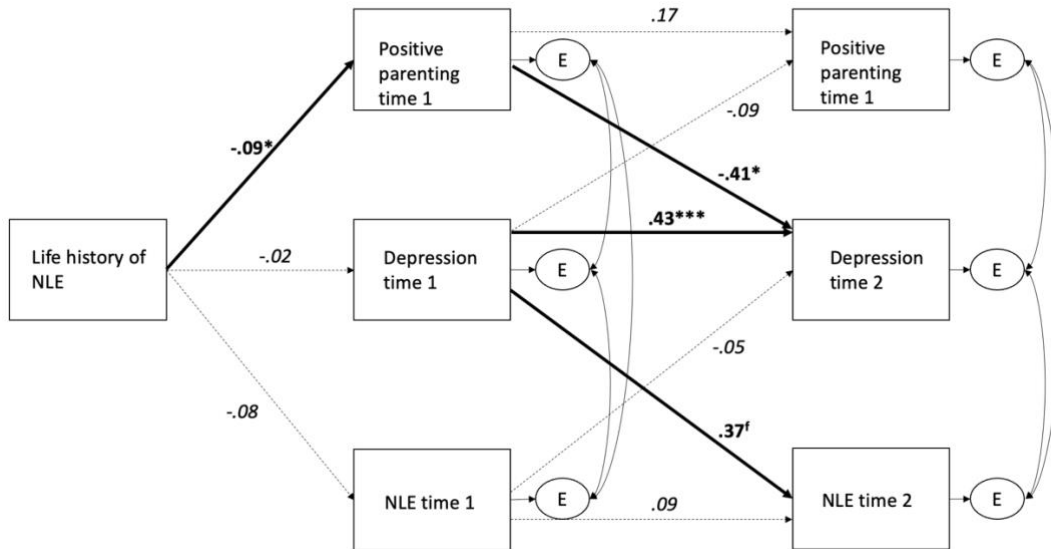 .17
Positive
parenting
time 1
E
Positive
parenting
time 1
E
-.09
-.09*
-.41*
.43***
Life history of
NLE
-.02
Depression
time 1
E
Depression
time 2
E
-.05
-.08
.37ᶠ
NLE time 1
E
.09
NLE time 2
E